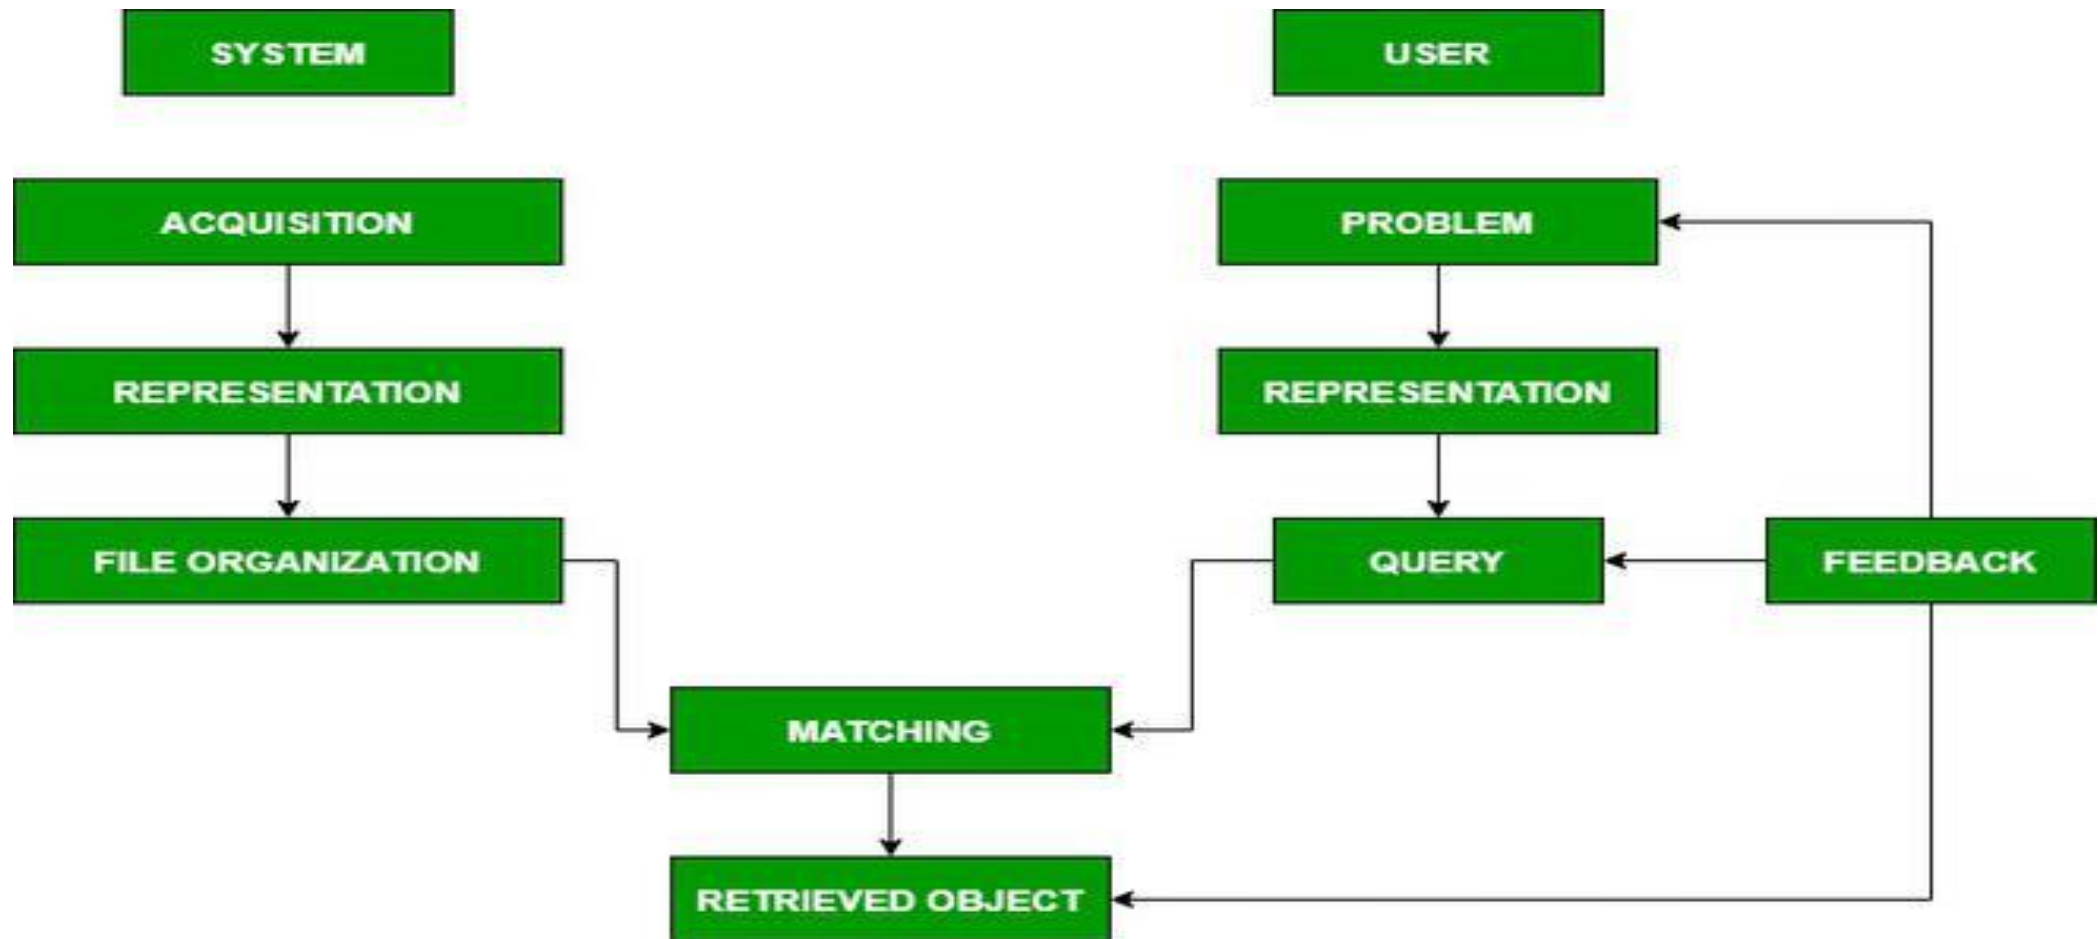 SYSTEM
USER
ACQUISITION
PROBLEM
REPRESENTATION
REPRESENTATION
FILE ORGANIZATION
QUERY
FEEDBACK
MATCHING
RETRIEVED OBJECT